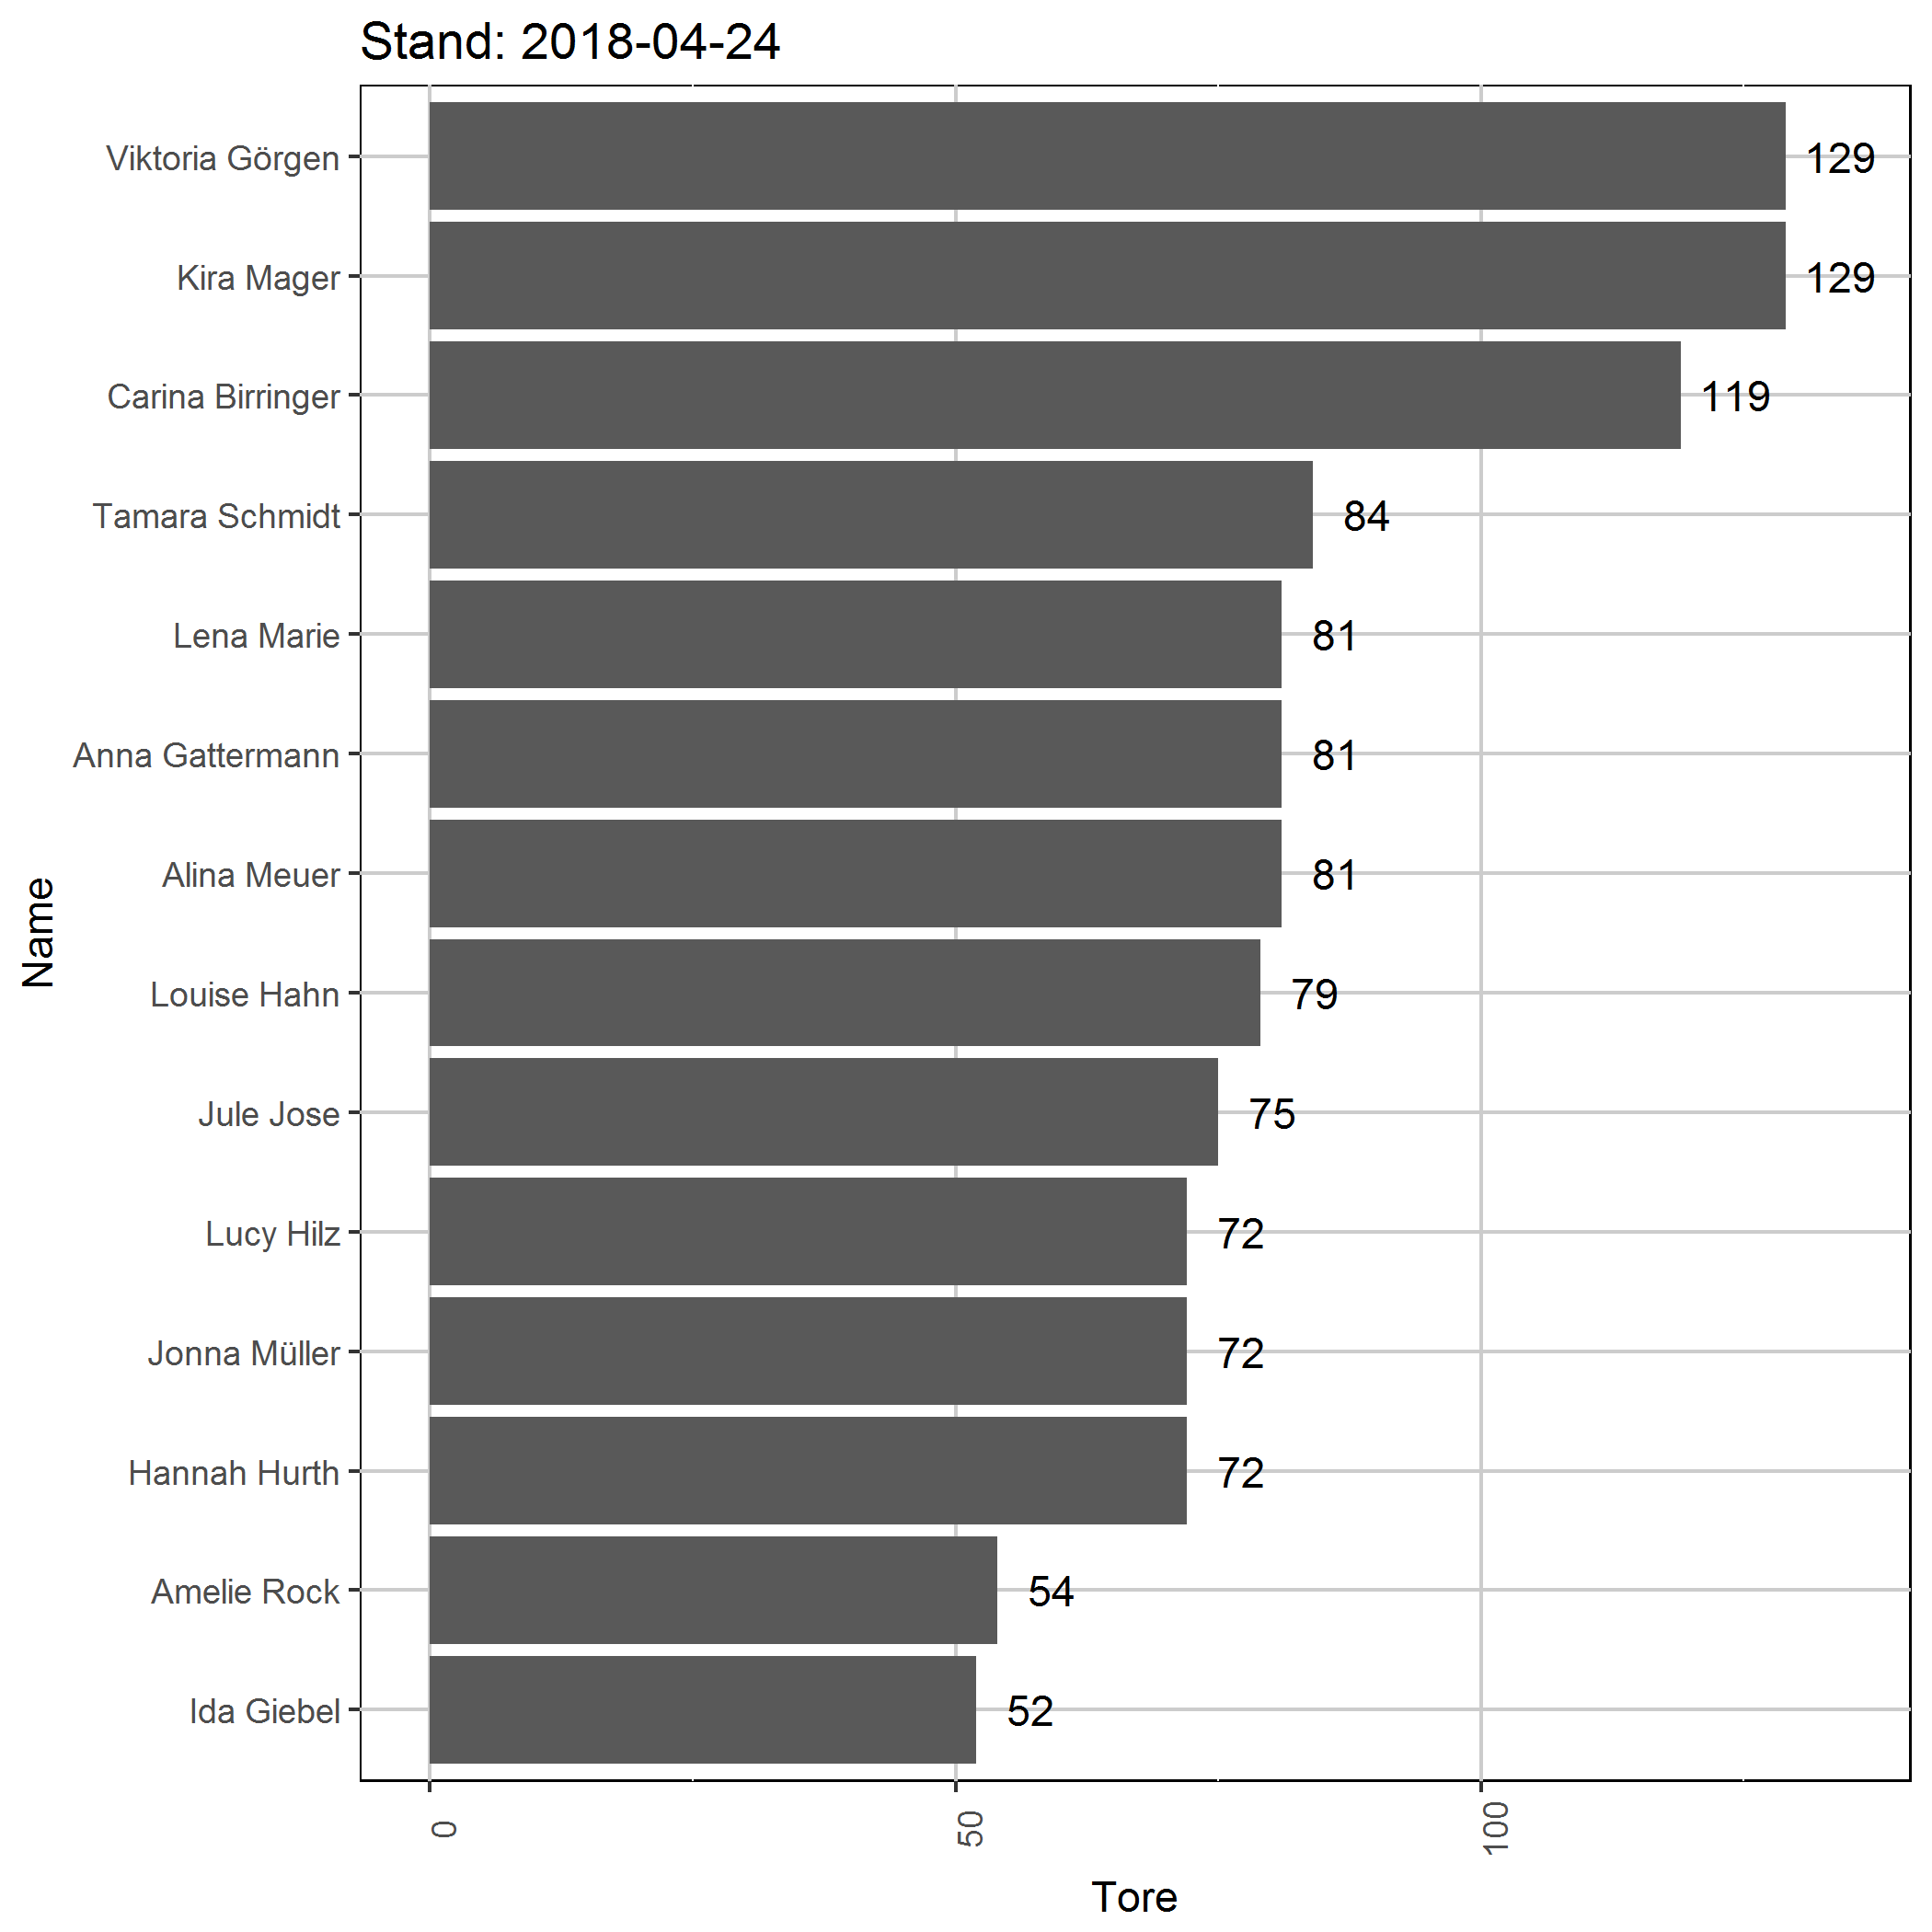 Stand: 2018-04-24
Viktoria Görgen 129
Kira Mager 129
Carina Birringer 119
Tamara Schmidt 84
Lena Marie 81
Anna Gattermann 81
Alina Meuer 81
Louise Hahn 79
Jule Jose 75
Lucy Hilz 72
Jonna Müller 72
Hannah Hurth 72
Amelie Rock 54
Ida Giebel 52
Name
0 50 100
Tore